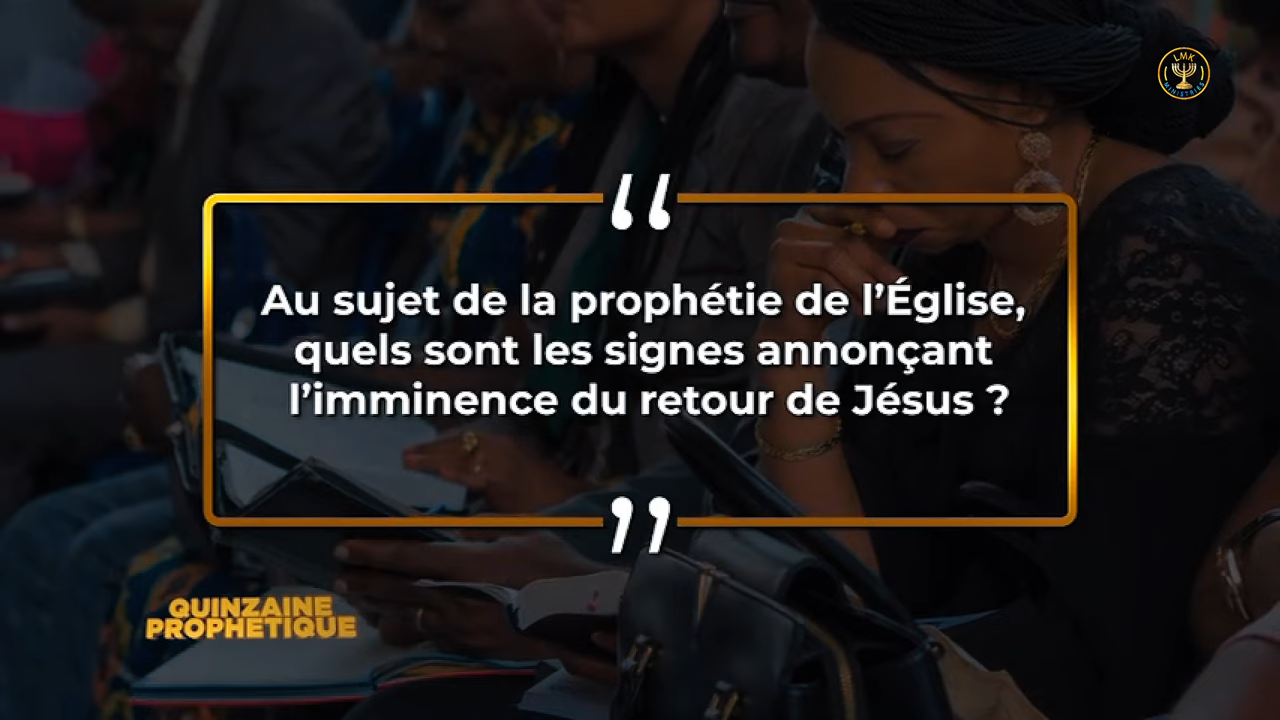 LMK
MINISTRIES
“
Au sujet de la prophétie de l’Église,
quels sont les signes annonçant
l’imminence du retour de Jésus ?
”
QUINZAINE
PROPHETIQUE